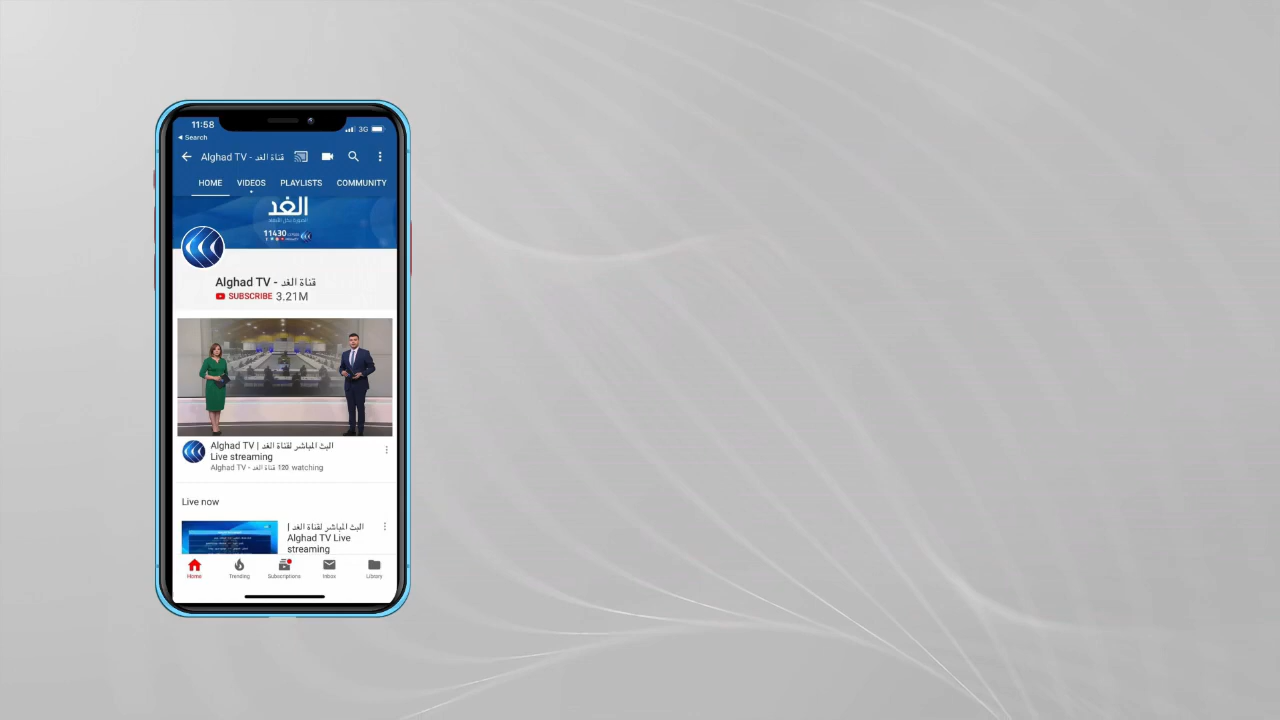 11:58
3G
Search
Alghad TV - قناة الغد
HOME VIDEOS PLAYLISTS COMMUNITY
الغد
11430
Alghad TV - قناة الغد
SUBSCRIBE 3.21M
Alghad TV | البث المباشر لقناة الغد
Live streaming
Alghad TV - قناة الغد 120 watching
Live now
البث المباشر لقناة الغد |
Alghad TV Live
streaming
Home Trending Subscriptions Inbox Library